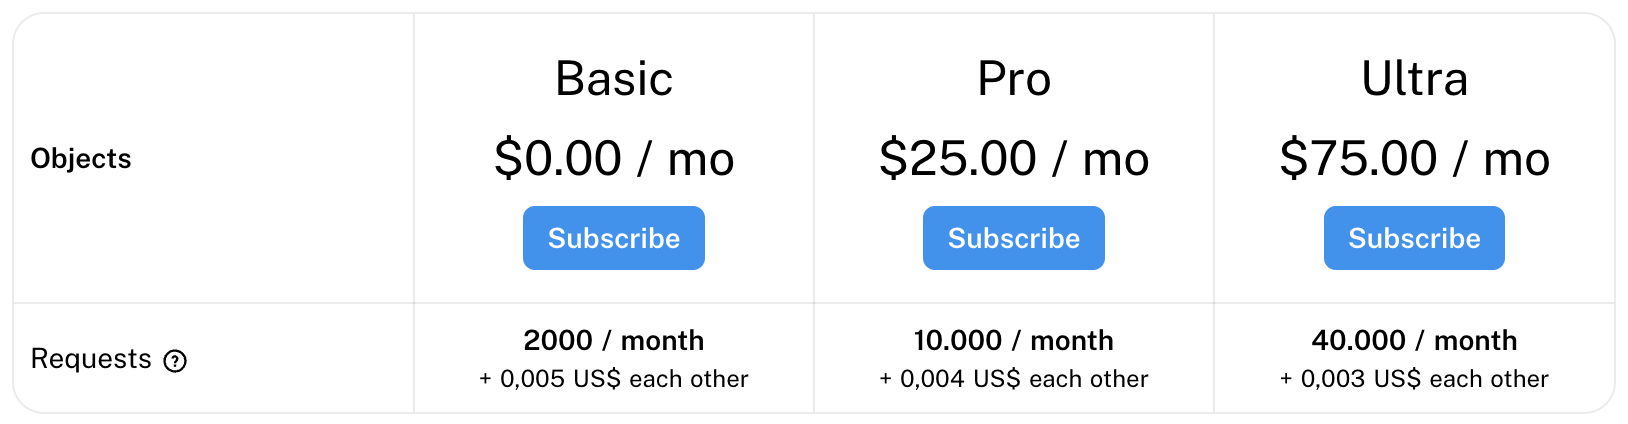 Objects
Basic
$0.00 / mo
Subscribe
Pro
$25.00 / mo
Subscribe
Ultra
$75.00 / mo
Subscribe
Requests ?
2000 / month
+ 0,005 US$ each other
10.000 / month
+ 0,004 US$ each other
40.000 / month
+ 0,003 US$ each other